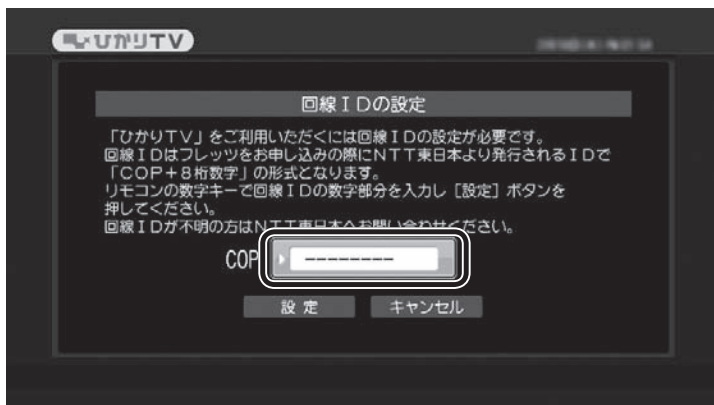 ひかりTV
回線IDの設定
「ひかりTV」をご利用いただくには回線IDの設定が必要です。
回線IDはフレッツをお申し込みの際にNTT東日本より発行されるIDで
「COP+8桁数字」の形式となります。
リモコンの数字キーで回線IDの数字部分を入力し[設定]ボタンを
押してください。
回線IDが不明の方はNTT東日本へお問い合わせください。
COP --------
設定 キャンセル